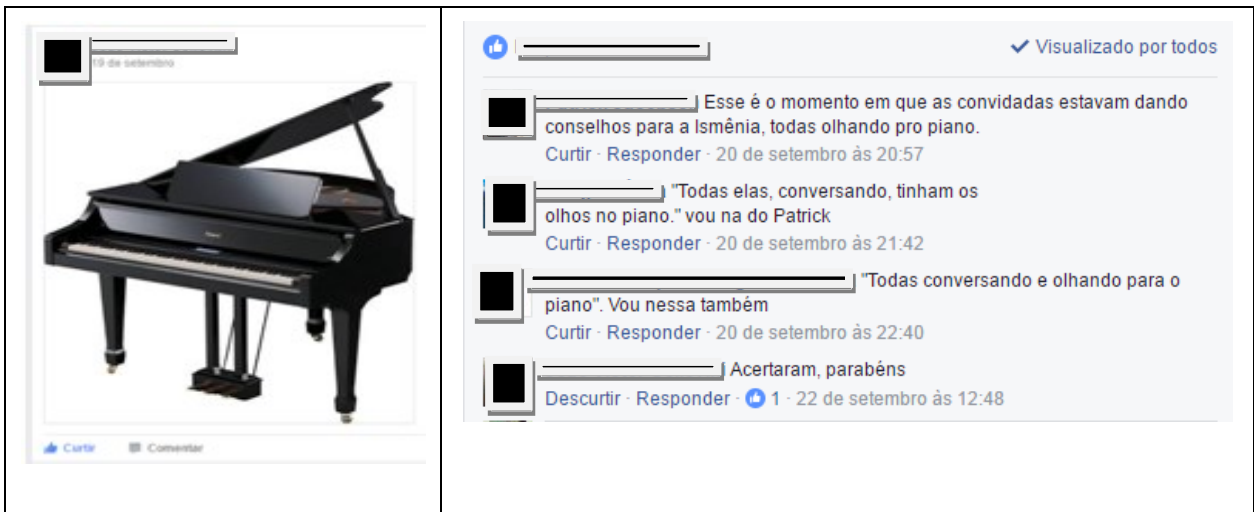 19 de setembro
Curtir Comentar
Visualizado por todos
Esse é o momento em que as convidadas estavam dando
conselhos para a Ismênia, todas olhando pro piano.
Curtir · Responder · 20 de setembro às 20:57
"Todas elas, conversando, tinham os
olhos no piano." vou na do Patrick
Curtir · Responder · 20 de setembro às 21:42
"Todas conversando e olhando para o
piano". Vou nessa também
Curtir · Responder · 20 de setembro às 22:40
Acertaram, parabéns
Descurtir · Responder · 1 · 22 de setembro às 12:48